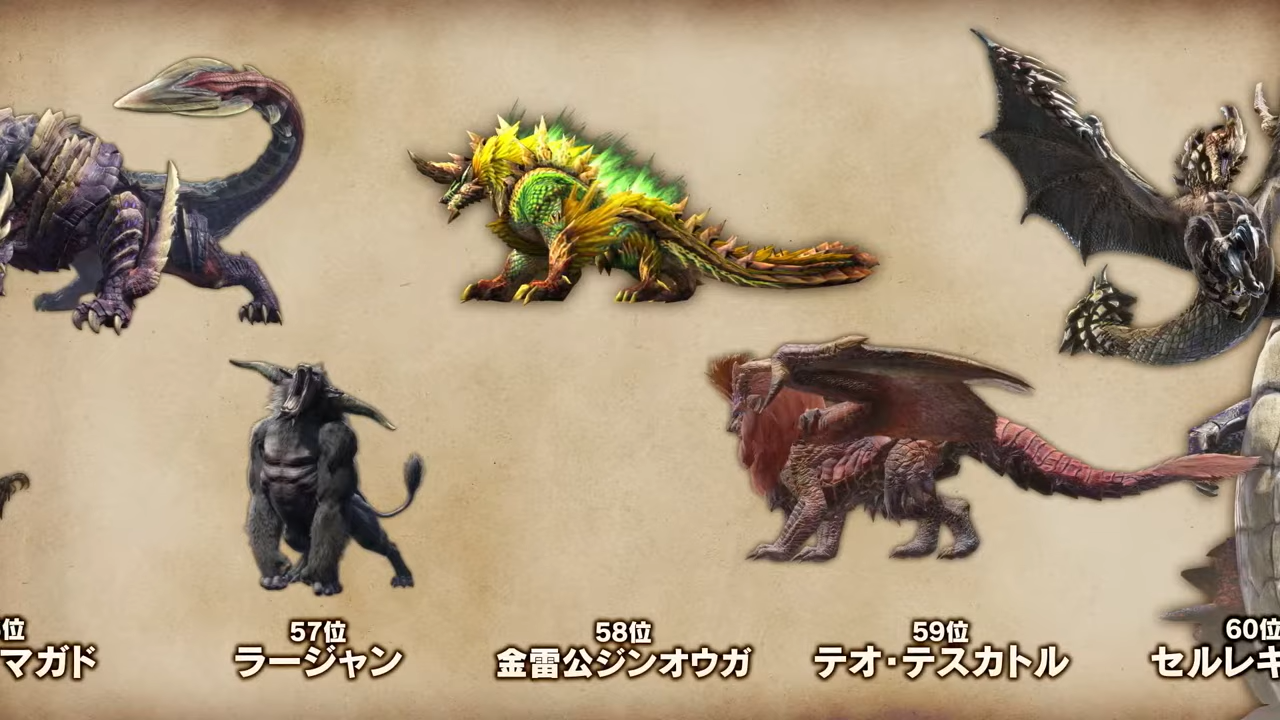 位
マガド
57位
ラージャン
58位
金雷公ジンオウガ
59位
テオ・テスカトル
60位
セルレキ